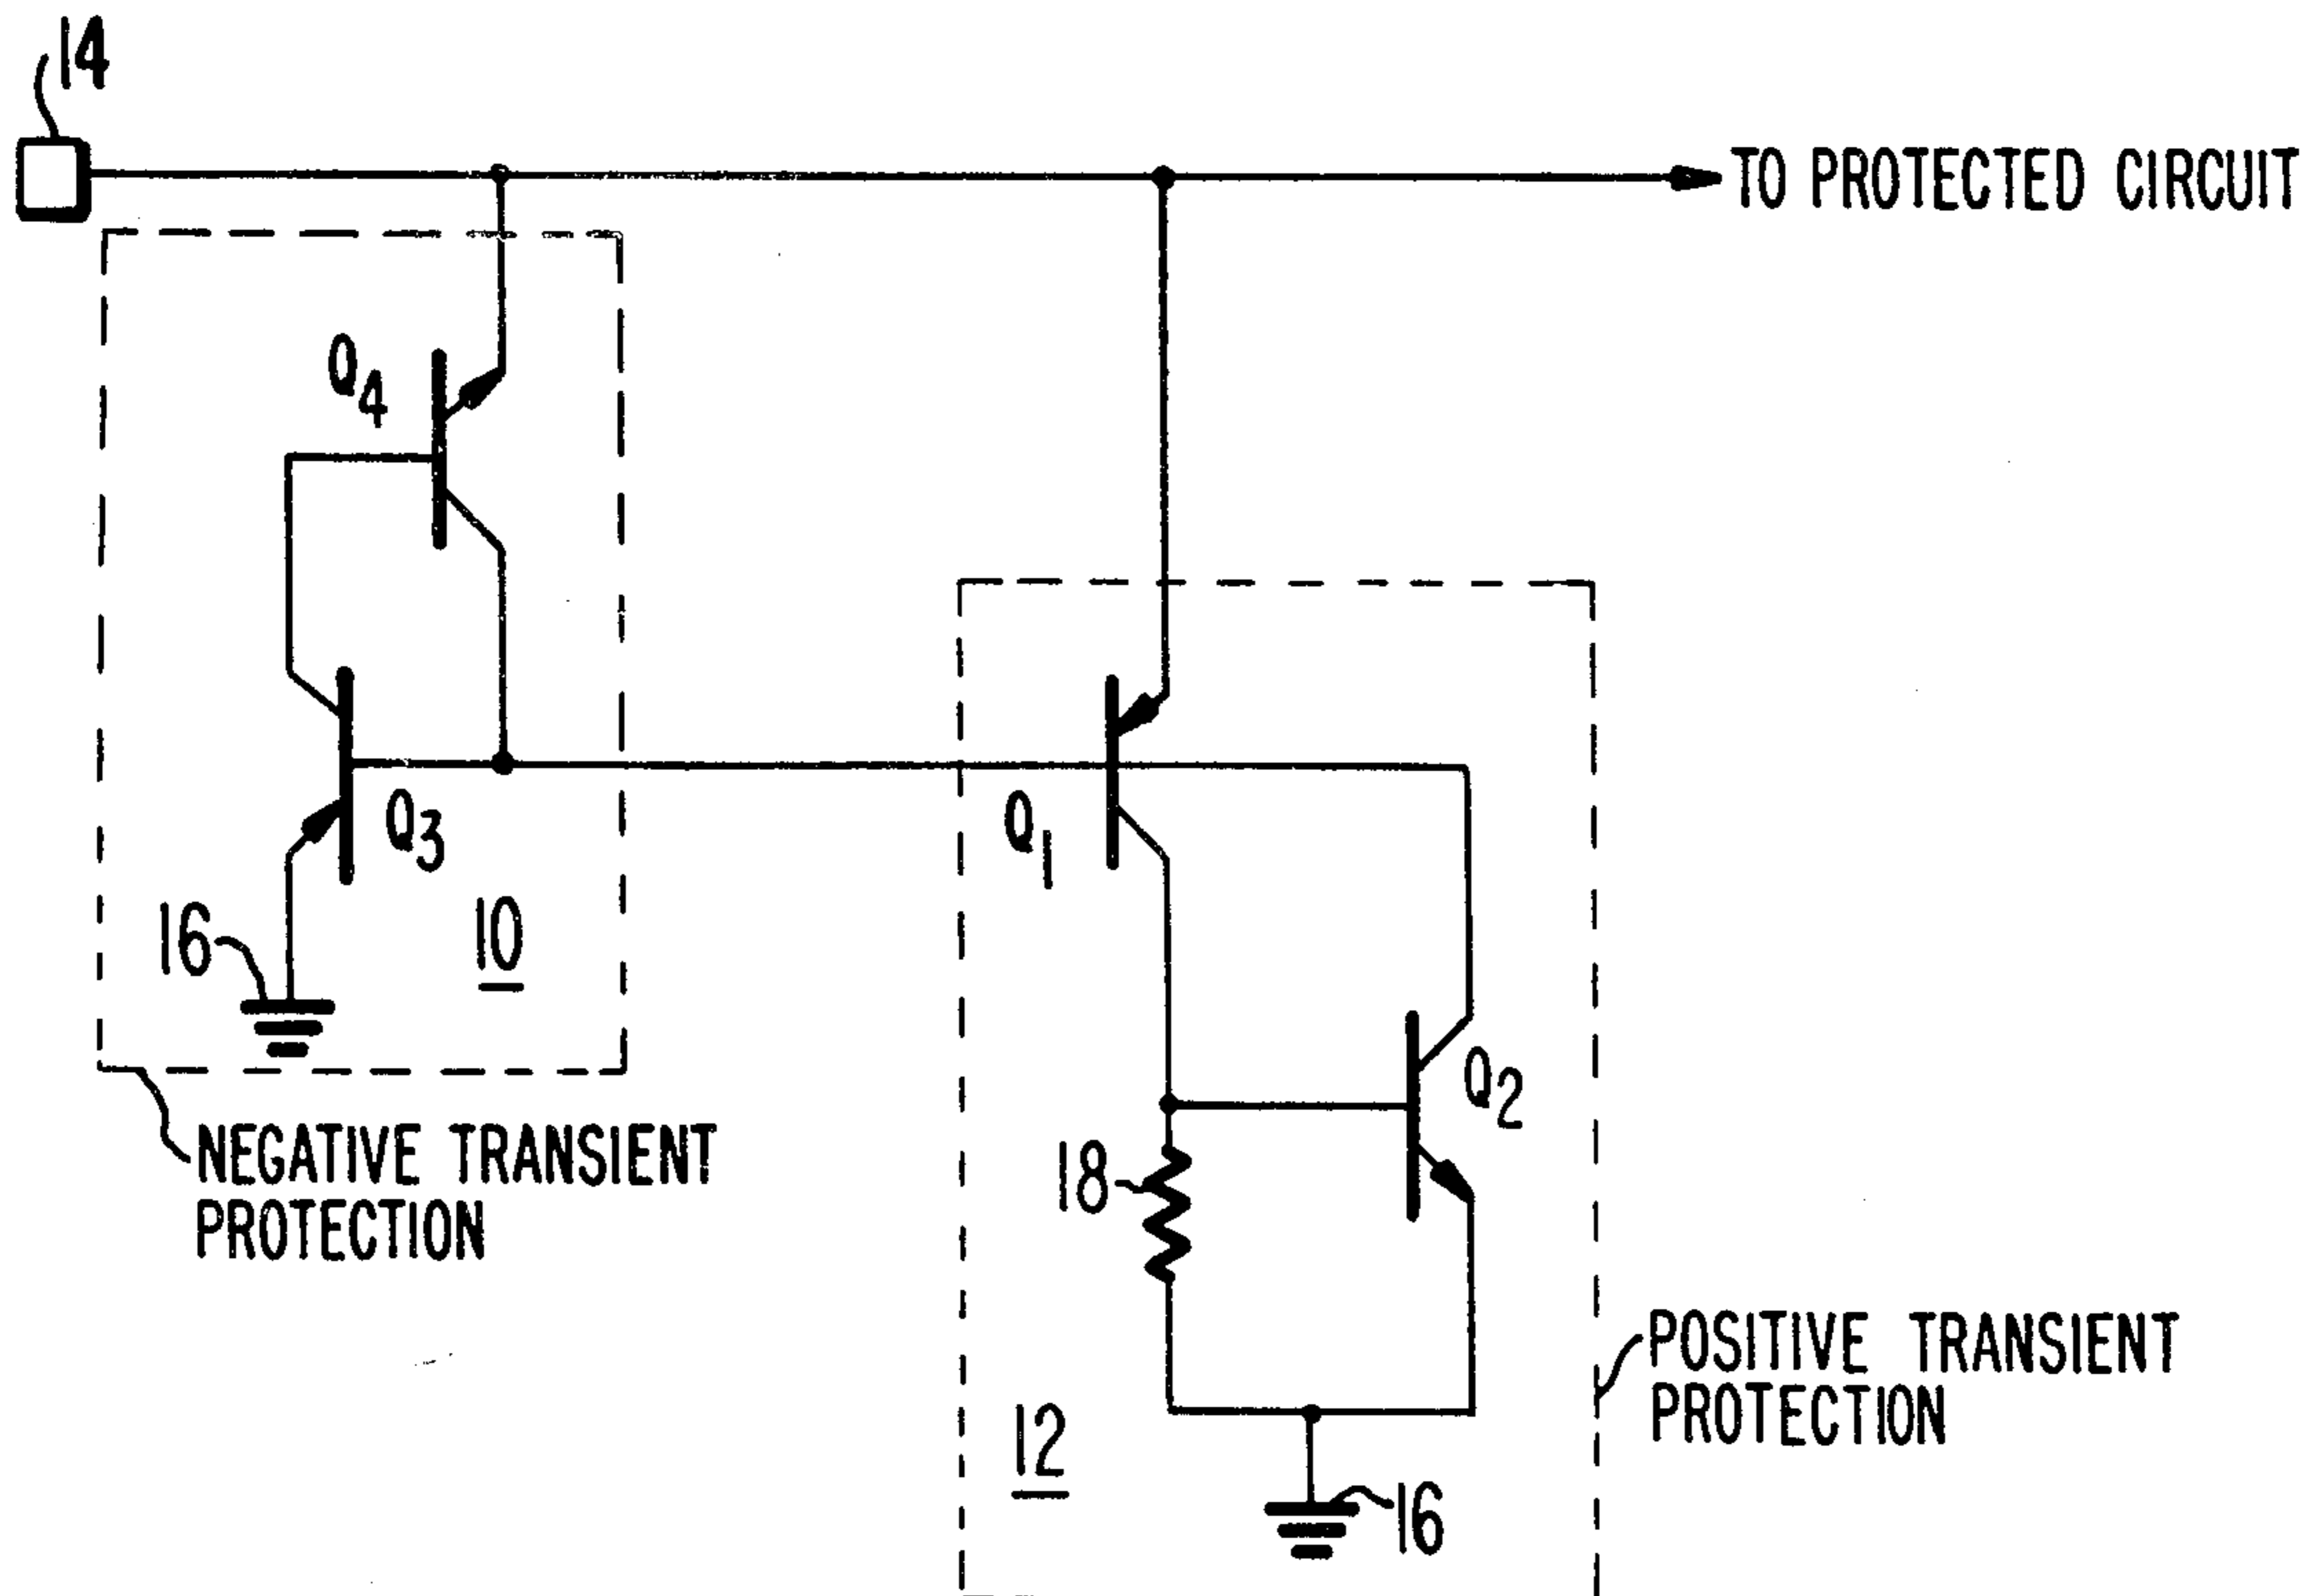 14
TO PROTECTED CIRCUIT
Q4
Q3
Q1
16
10
Q2
NEGATIVE TRANSIENT
PROTECTION
18
POSITIVE TRANSIENT
PROTECTION
12
16